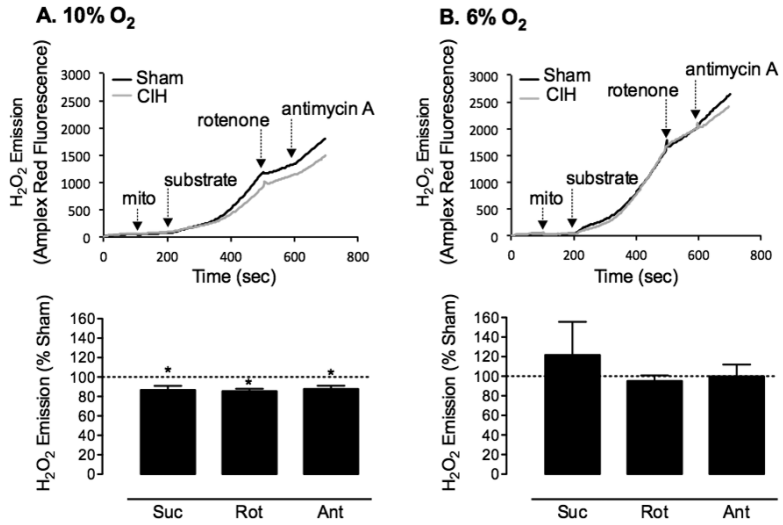 A. 10% O₂
H₂O₂ Emission
(Amplex Red Fluorescence)
3000
2500
2000
1500
1000
500
0
Sham
CIH
mito
substrate
rotenone
antimycin A
0 200 400 600 800
Time (sec)
B. 6% O₂
H₂O₂ Emission
(Amplex Red Fluorescence)
3000
2500
2000
1500
1000
500
0
Sham
CIH
mito
substrate
rotenone
antimycin A
0 200 400 600 800
Time (sec)
H₂O₂ Emission (% Sham)
160
140
120
100
80
60
40
20
0
* * *
Suc Rot Ant
H₂O₂ Emission (% Sham)
160
140
120
100
80
60
40
20
0
Suc Rot Ant